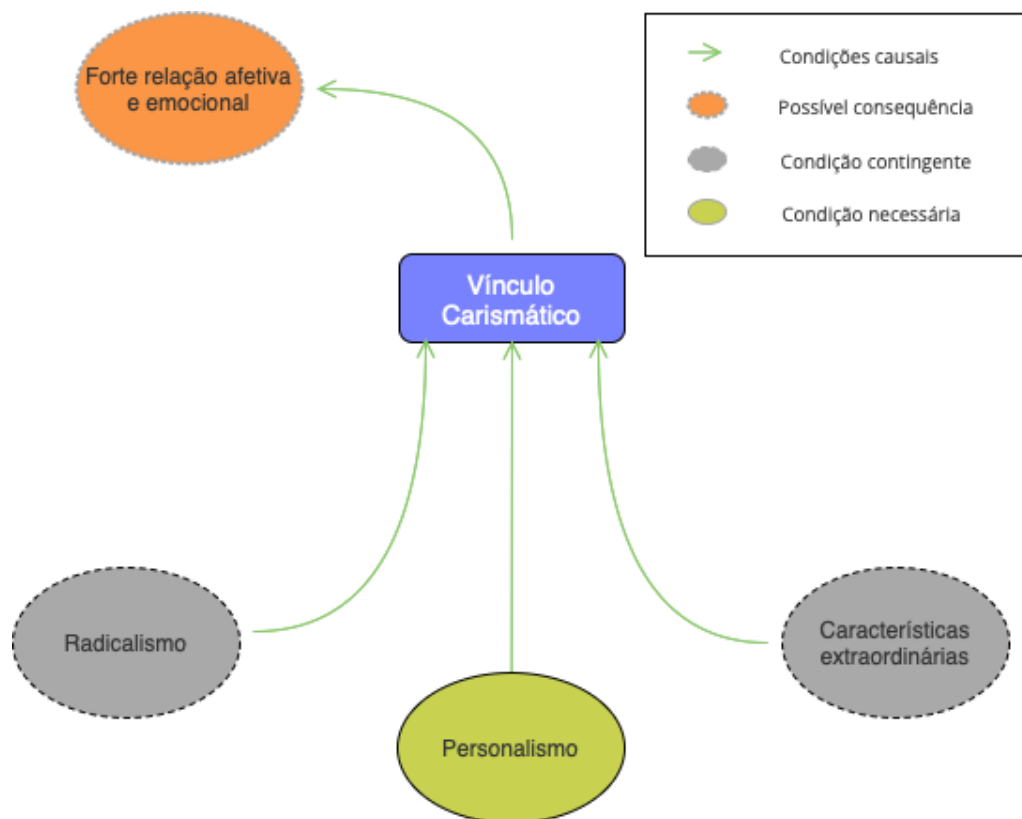 Forte relação afetiva
e emocional
Condições causais
Possível consequência
Condição contingente
Condição necessária
Vínculo
Carismático
Radicalismo
Características
extraordinárias
Personalismo